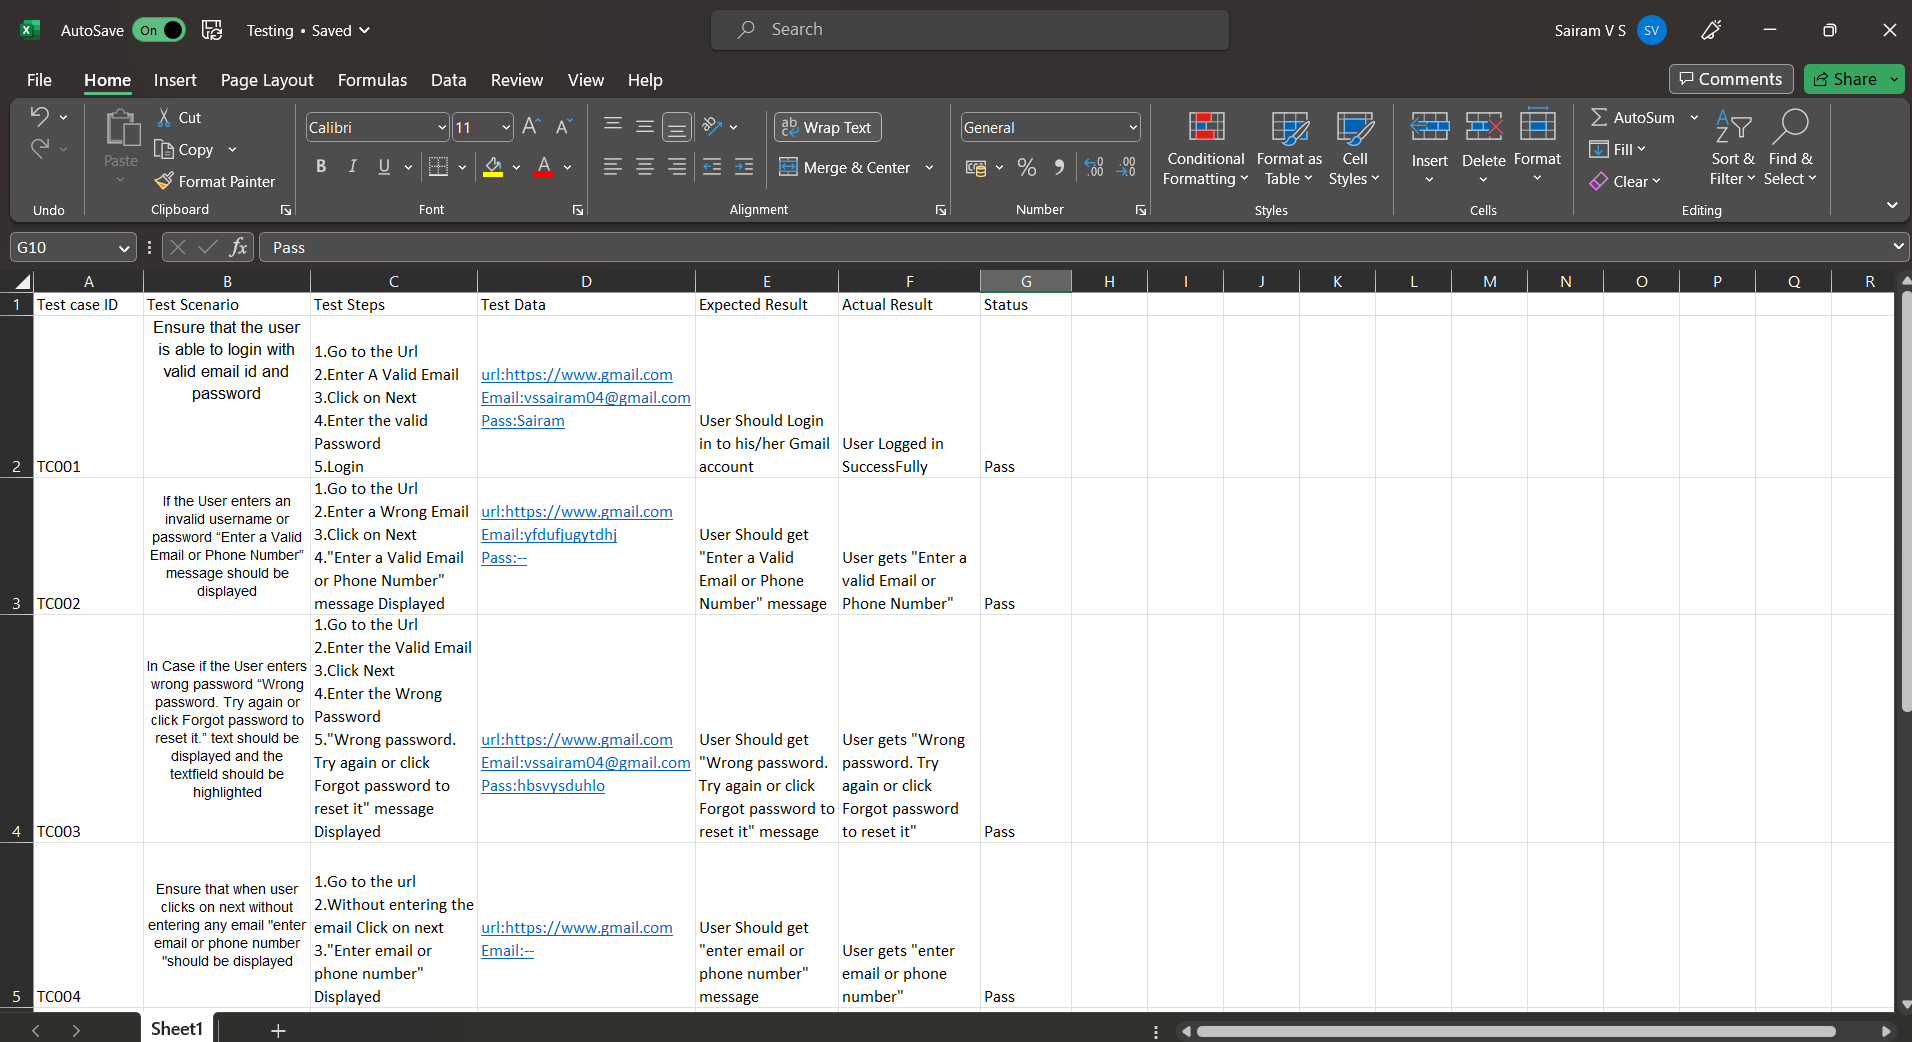 AutoSave On Testing • Saved Search Sairam V S SV
File Home Insert Page Layout Formulas Data Review View Help Comments Share
Cut
Copy
Format Painter
Paste
Undo
Clipboard
Calibri 11
B I U
Font
Wrap Text
Merge & Center
Alignment
General
Number
Conditional
Formatting
Format as
Table
Cell
Styles
Styles
Insert Delete Format
Cells
AutoSum
Fill
Clear
Sort &
Filter
Find &
Select
Editing
G10 fx Pass
A B C D E F G H I J K L M N O P Q R
1 Test case ID Test Scenario Test Steps Test Data Expected Result Actual Result Status
2 TC001
Ensure that the user
is able to login with
valid email id and
password
1.Go to the Url
2.Enter A Valid Email
3.Click on Next
4.Enter the valid
Password
5.Login
url:https://www.gmail.com
Email:vssairam04@gmail.com
Pass:Sairam
User Should Login
in to his/her Gmail
account
User Logged in
SuccessFully
Pass
3 TC002
If the User enters an
invalid username or
password “Enter a Valid
Email or Phone Number”
message should be
displayed
1.Go to the Url
2.Enter a Wrong Email
3.Click on Next
4."Enter a Valid Email
or Phone Number"
message Displayed
url:https://www.gmail.com
Email:yfdufjugytdhj
Pass:--
User Should get
"Enter a Valid
Email or Phone
Number" message
User gets "Enter a
valid Email or
Phone Number"
Pass
4 TC003
In Case if the User enters
wrong password “Wrong
password. Try again or
click Forgot password to
reset it.” text should be
displayed and the
textfield should be
highlighted
1.Go to the Url
2.Enter the Valid Email
3.Click Next
4.Enter the Wrong
Password
5."Wrong password.
Try again or click
Forgot password to
reset it" message
Displayed
url:https://www.gmail.com
Email:vssairam04@gmail.com
Pass:hbsvysduhlo
User Should get
"Wrong password.
Try again or click
Forgot password to
reset it" message
User gets "Wrong
password. Try
again or click
Forgot password
to reset it"
Pass
5 TC004
Ensure that when user
clicks on next without
entering any email "enter
email or phone number
"should be displayed
1.Go to the url
2.Without entering the
email Click on next
3."Enter email or
phone number"
Displayed
url:https://www.gmail.com
Email:--
User Should get
"enter email or
phone number"
message
User gets "enter
email or phone
number"
Pass
Sheet1